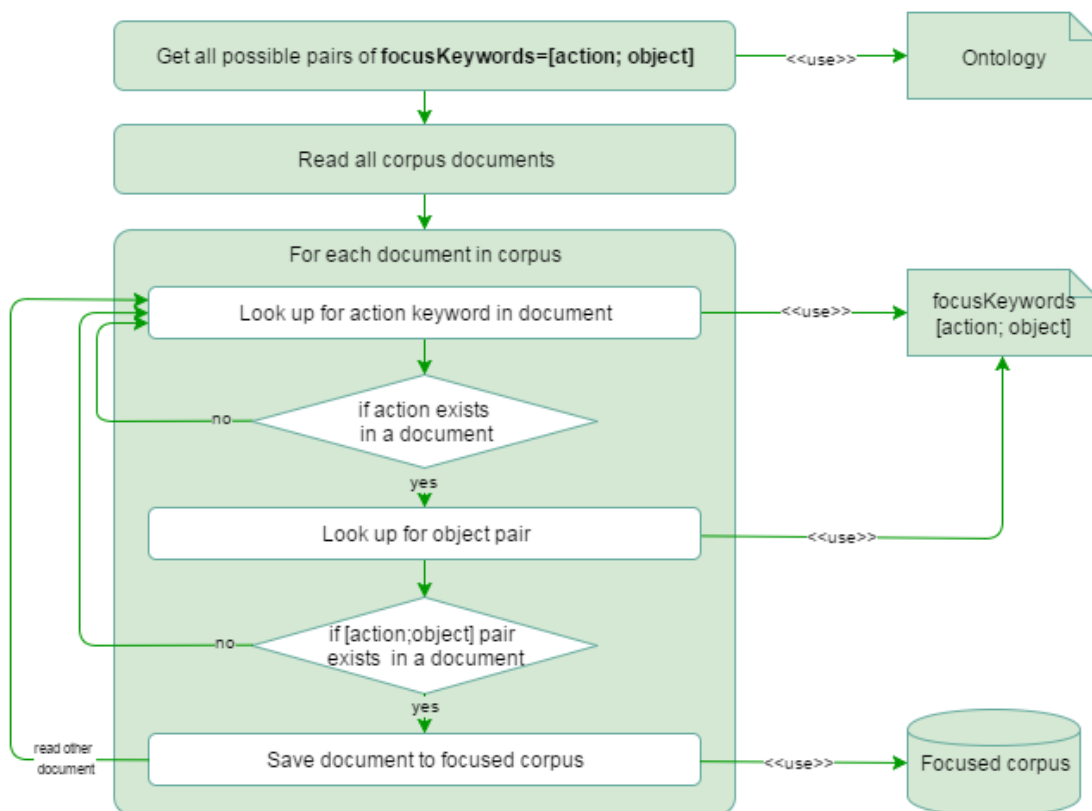 Get all possible pairs of focusKeywords=[action; object]
<<use>>
Ontology
Read all corpus documents
For each document in corpus
Look up for action keyword in document
<<use>>
focusKeywords
[action; object]
no
if action exists
in a document
yes
Look up for object pair
<<use>>
no
if [action;object] pair
exists in a document
yes
read other
document
Save document to focused corpus
<<use>>
Focused corpus